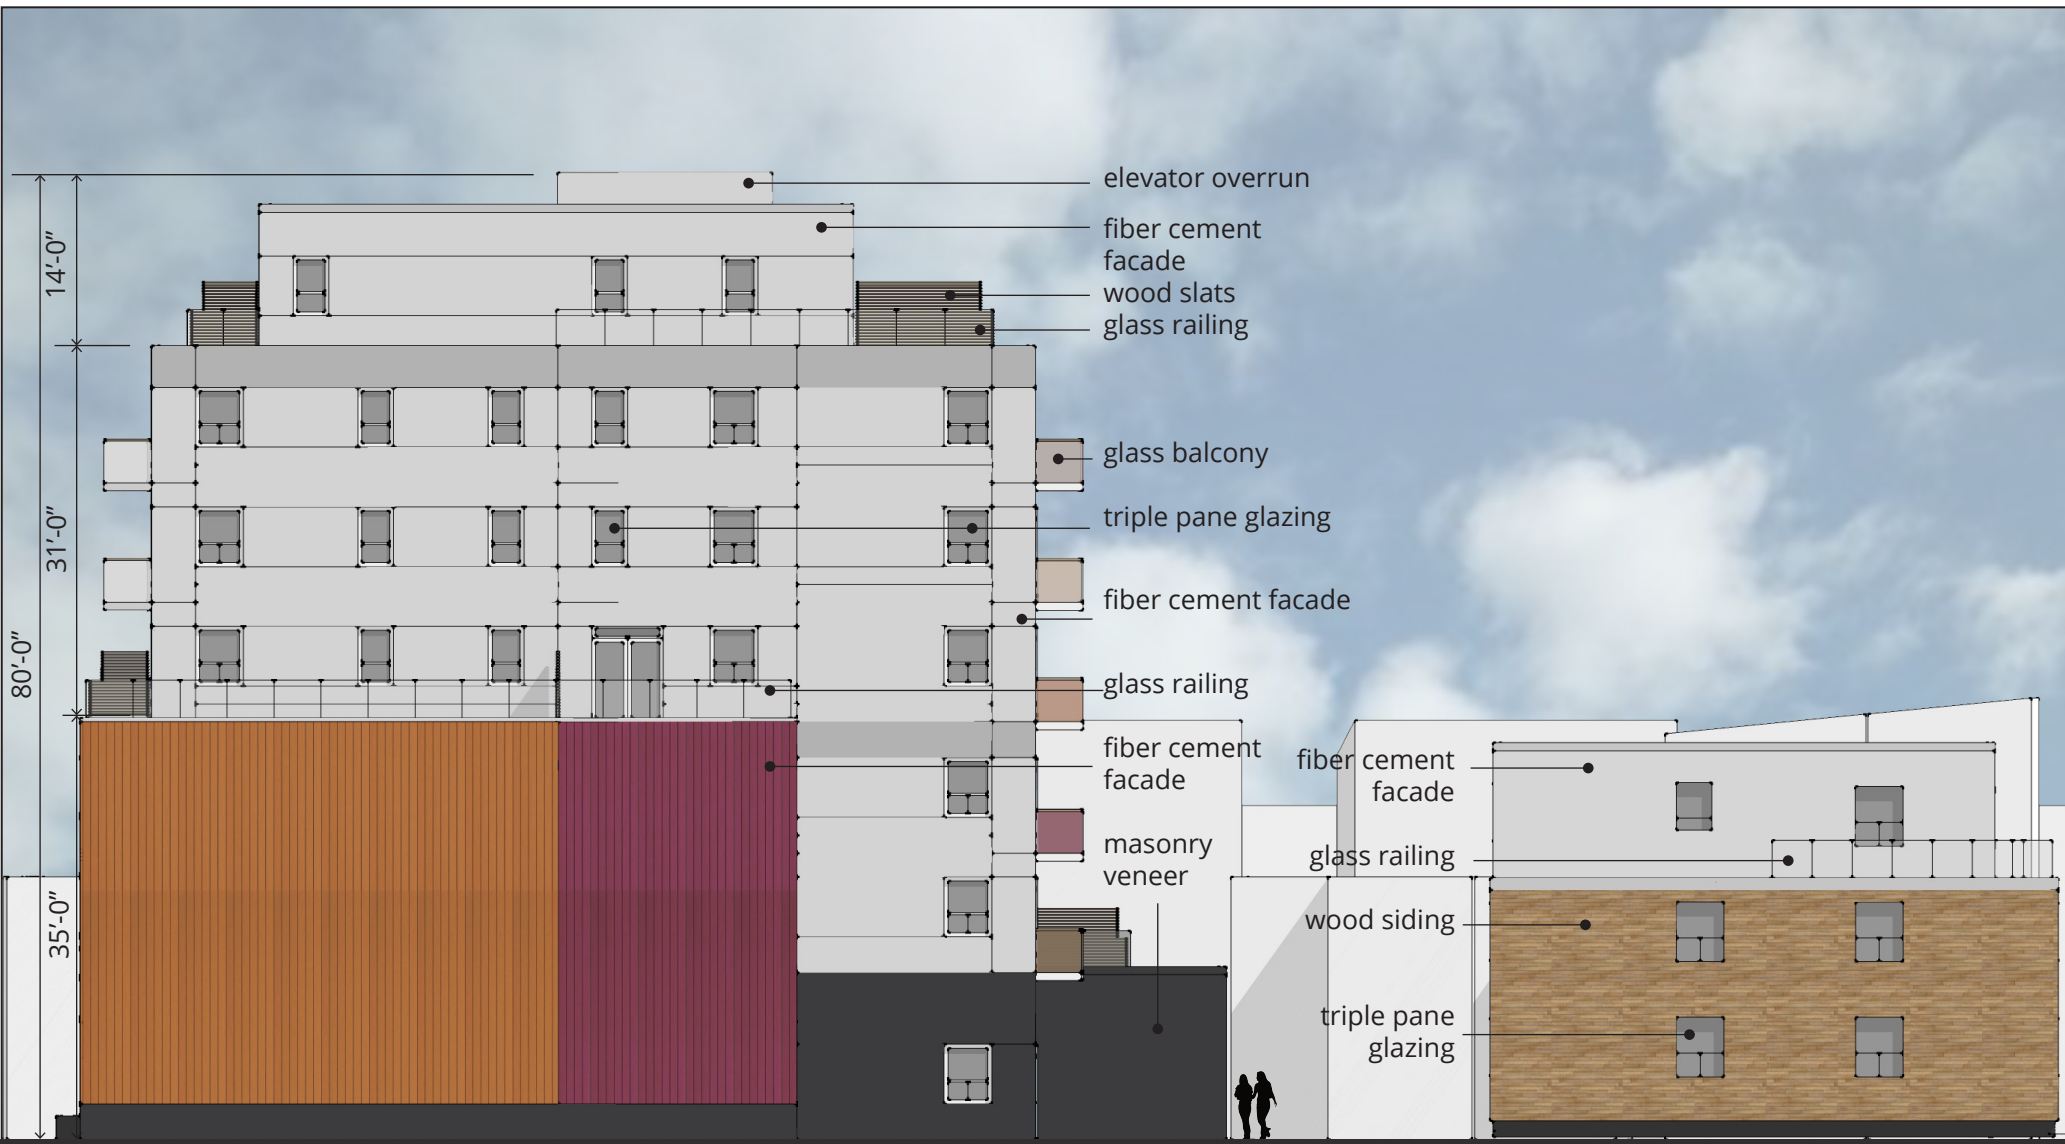 elevator overrun
fiber cement
facade
wood slats
glass railing
glass balcony
triple pane glazing
fiber cement facade
glass railing
fiber cement
facade
masonry
veneer
fiber cement
facade
glass railing
wood siding
triple pane
glazing
14’-0”
31’-0”
80’-0”
35’-0”